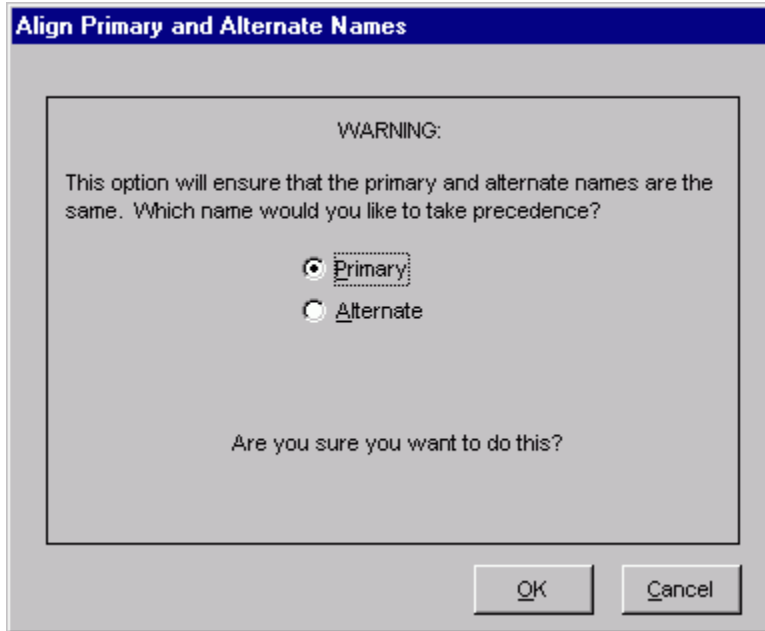 Align Primary and Alternate Names
WARNING:
This option will ensure that the primary and alternate names are the
same. Which name would you like to take precedence?
Primary
Alternate
Are you sure you want to do this?
OK
Cancel